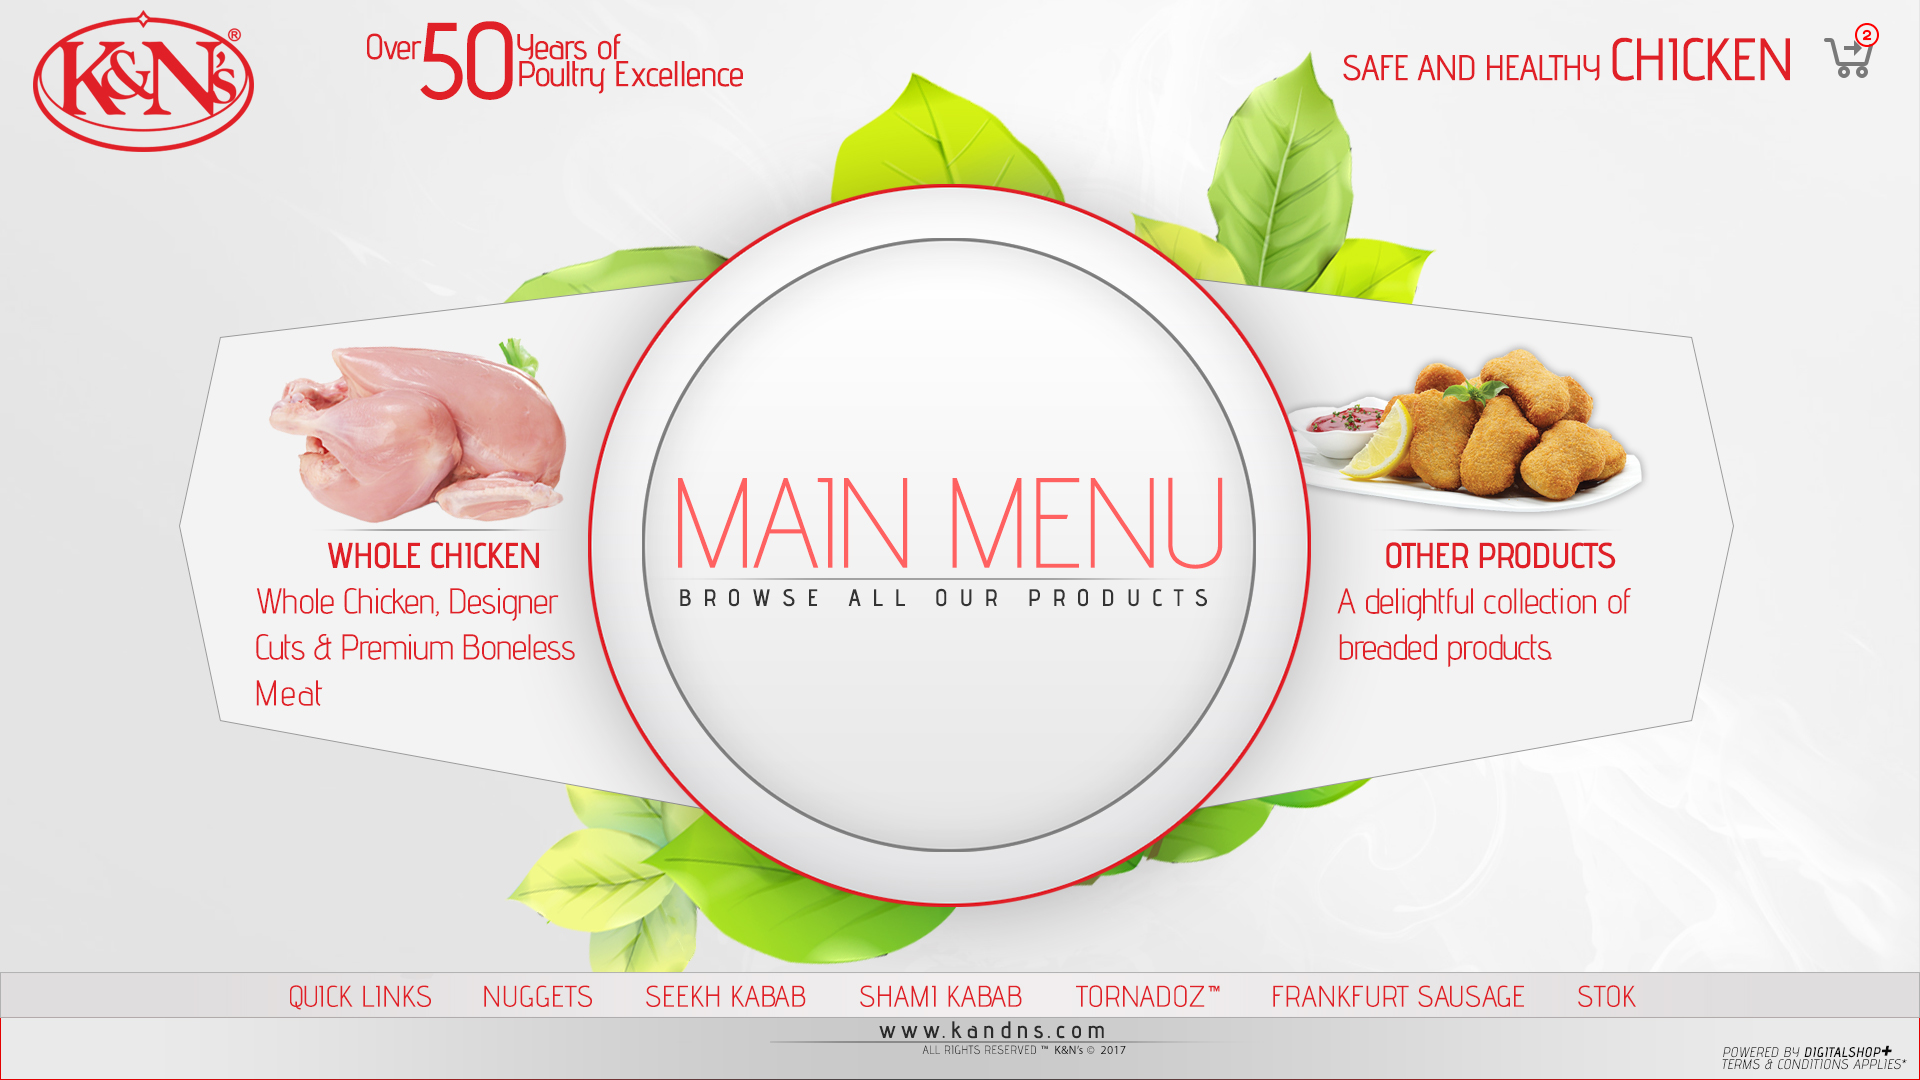 K&N's®
Over 50 Years of
Poultry Excellence
SAFE AND HEALTHY CHICKEN
2
MAIN MENU
BROWSE ALL OUR PRODUCTS
WHOLE CHICKEN
Whole Chicken, Designer
Cuts & Premium Boneless
Meat
OTHER PRODUCTS
A delightful collection of
breaded products.
QUICK LINKS NUGGETS SEEKH KABAB SHAMI KABAB TORNADOZ™ FRANKFURT SAUSAGE STOK
www.kandns.com
ALL RIGHTS RESERVED ™ K&N's © 2017
POWERED BY DIGITALSHOP+
TERMS & CONDITIONS APPLIES*